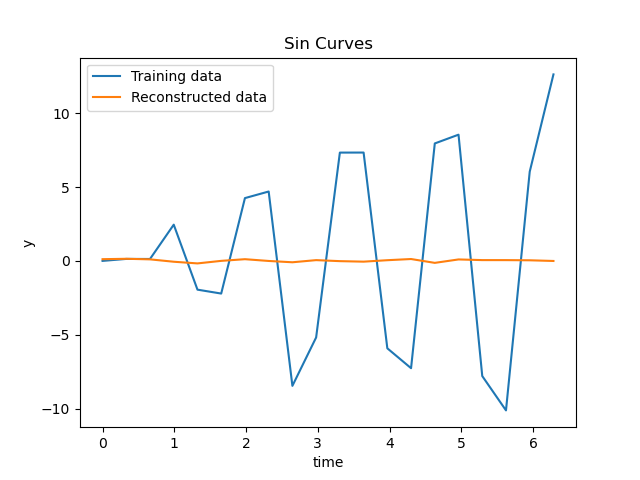 Sin Curves
Training data
Reconstructed data
10
5
0
−5
−10
y
0 1 2 3 4 5 6
time